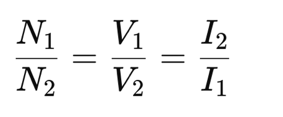 N₁/N₂ = V₁/V₂ = I₂/I₁